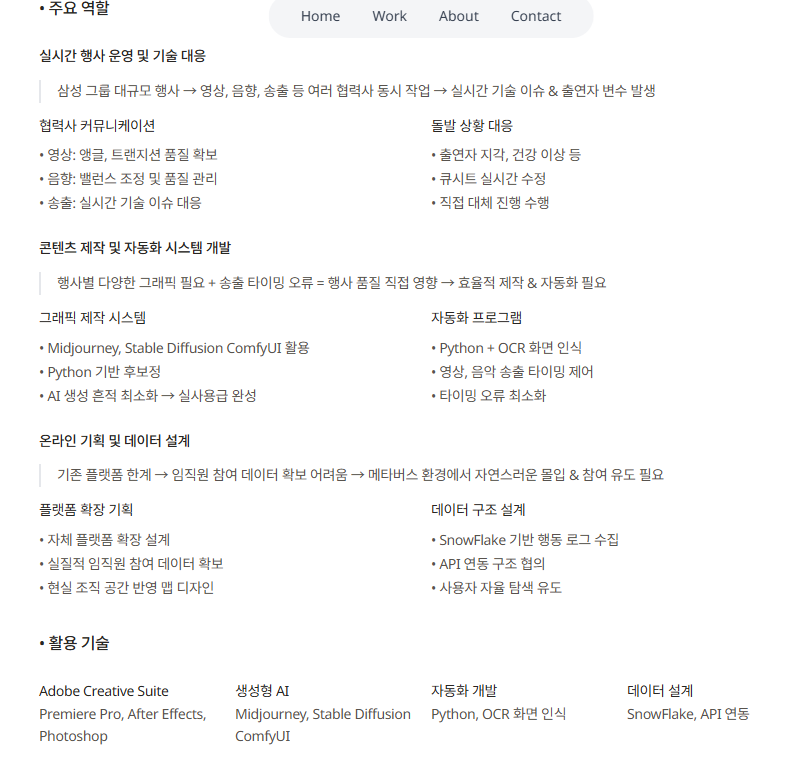 • 주요 역할
Home Work About Contact
실시간 행사 운영 및 기술 대응
삼성 그룹 대규모 행사 → 영상, 음향, 송출 등 여러 협력사 동시 작업 → 실시간 기술 이슈 & 출연자 변수 발생
협력사 커뮤니케이션
• 영상: 앵글, 트랜지션 품질 확보
• 음향: 밸런스 조정 및 품질 관리
• 송출: 실시간 기술 이슈 대응
돌발 상황 대응
• 출연자 지각, 건강 이상 등
• 큐시트 실시간 수정
• 직접 대체 진행 수행
콘텐츠 제작 및 자동화 시스템 개발
행사별 다양한 그래픽 필요 + 송출 타이밍 오류 = 행사 품질 직접 영향 → 효율적 제작 & 자동화 필요
그래픽 제작 시스템
• Midjourney, Stable Diffusion ComfyUI 활용
• Python 기반 후보정
• AI 생성 흔적 최소화 → 실사용급 완성
자동화 프로그램
• Python + OCR 화면 인식
• 영상, 음악 송출 타이밍 제어
• 타이밍 오류 최소화
온라인 기획 및 데이터 설계
기존 플랫폼 한계 → 임직원 참여 데이터 확보 어려움 → 메타버스 환경에서 자연스러운 몰입 & 참여 유도 필요
플랫폼 확장 기획
• 자체 플랫폼 확장 설계
• 실질적 임직원 참여 데이터 확보
• 현실 조직 공간 반영 맵 디자인
데이터 구조 설계
• SnowFlake 기반 행동 로그 수집
• API 연동 구조 협의
• 사용자 자율 탐색 유도
• 활용 기술
Adobe Creative Suite
Premiere Pro, After Effects,
Photoshop
생성형 AI
Midjourney, Stable Diffusion
ComfyUI
자동화 개발
Python, OCR 화면 인식
데이터 설계
SnowFlake, API 연동